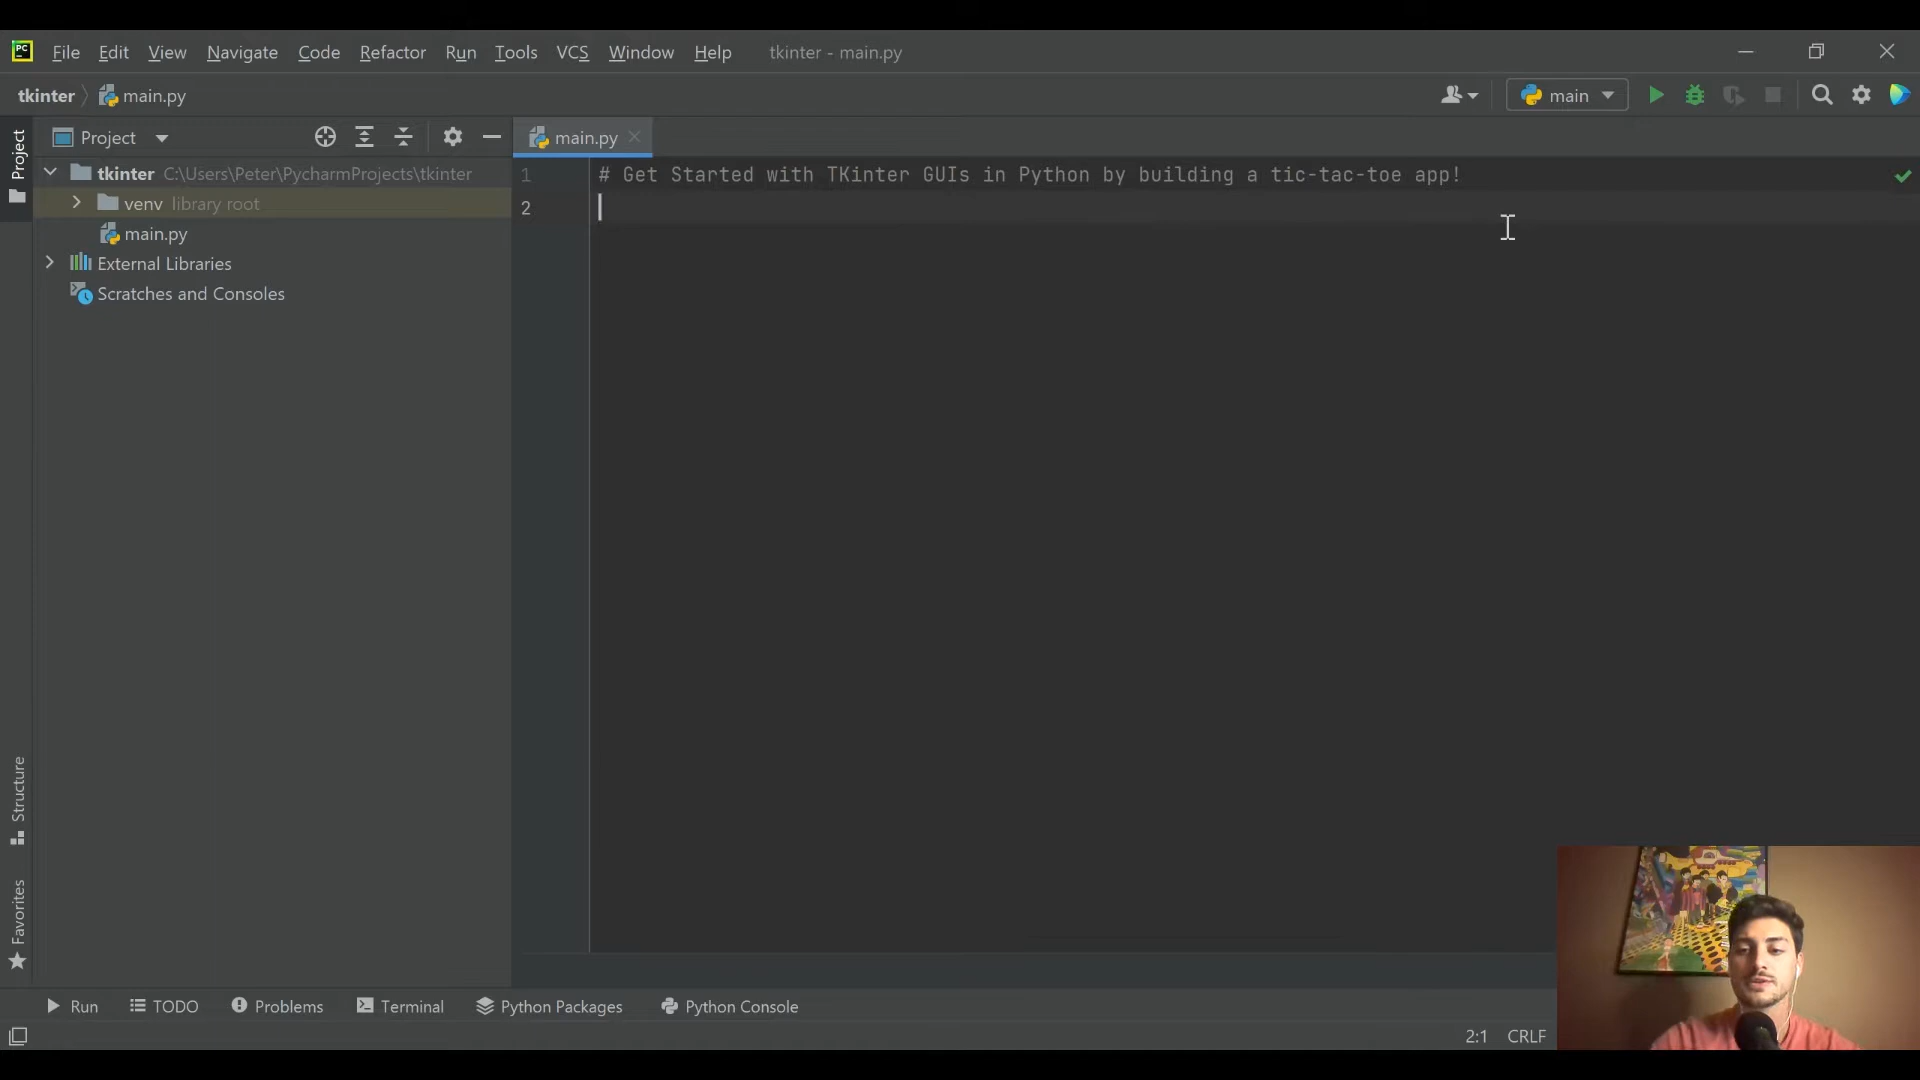 PC File Edit View Navigate Code Refactor Run Tools VCS Window Help tkinter - main.py
tkinter main.py main
Project Project main.py
tkinter C:\Users\Peter\PycharmProjects\tkinter
venv library root
main.py
External Libraries
Scratches and Consoles
1 # Get Started with TKinter GUIs in Python by building a tic-tac-toe app!
2
Structure
Favorites
Run TODO Problems Terminal Python Packages Python Console
2:1 CRLF